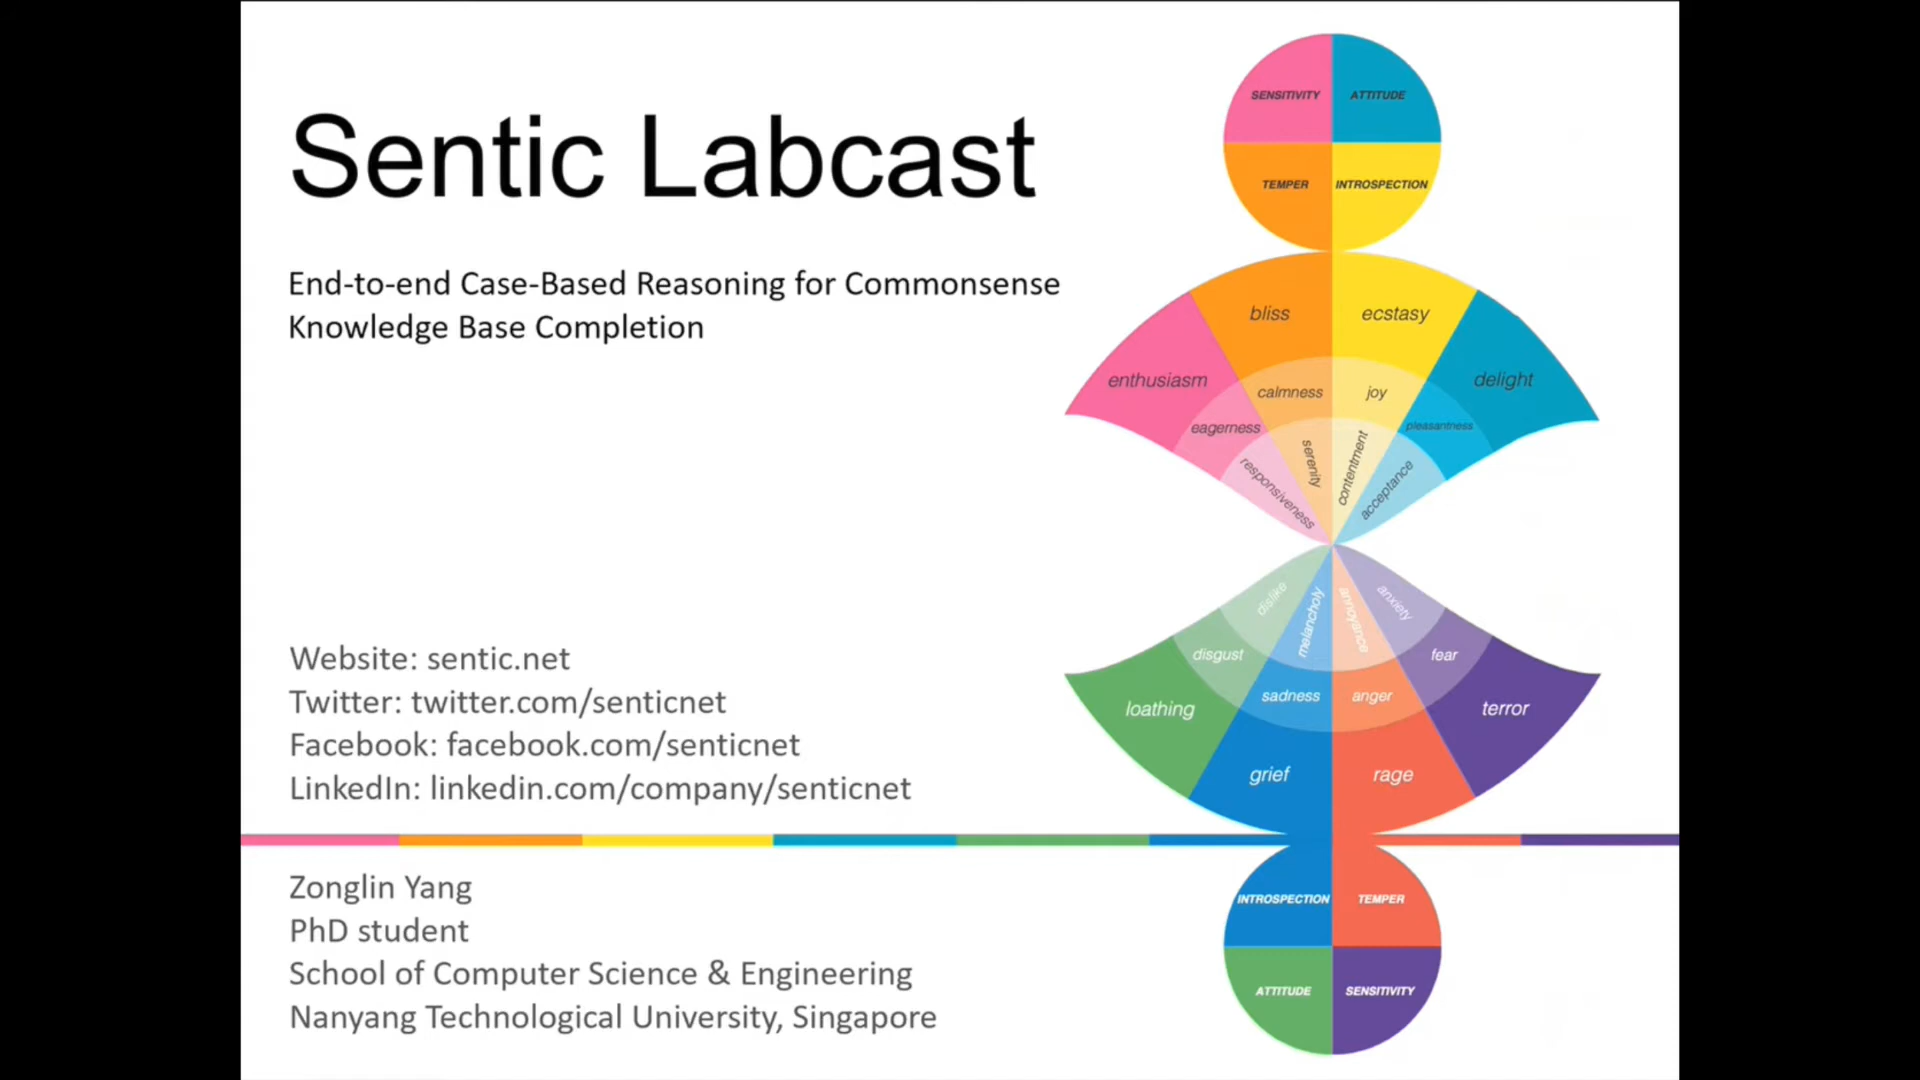 Sentic Labcast
End-to-end Case-Based Reasoning for Commonsense
Knowledge Base Completion
Website: sentic.net
Twitter: twitter.com/senticnet
Facebook: facebook.com/senticnet
LinkedIn: linkedin.com/company/senticnet
Zonglin Yang
PhD student
School of Computer Science & Engineering
Nanyang Technological University, Singapore
SENSITIVITY
ATTITUDE
TEMPER
INTROSPECTION
bliss
ecstasy
enthusiasm
delight
calmness
joy
eagerness
pleasantness
responsiveness
serenity
contentment
acceptance
dislike
melancholy
annoyance
anxiety
disgust
fear
sadness
anger
loathing
terror
grief
rage
INTROSPECTION
TEMPER
ATTITUDE
SENSITIVITY